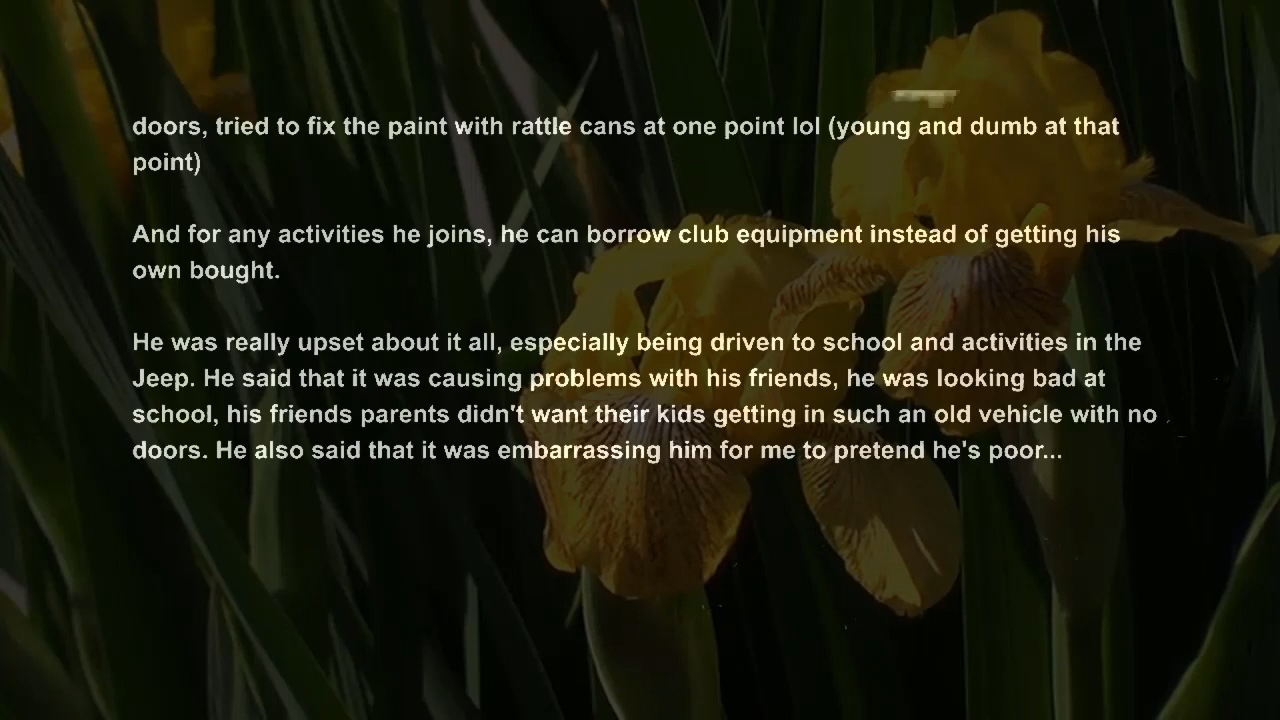 doors, tried to fix the paint with rattle cans at one point lol (young and dumb at that
point)
And for any activities he joins, he can borrow club equipment instead of getting his
own bought.
He was really upset about it all, especially being driven to school and activities in the
Jeep. He said that it was causing problems with his friends, he was looking bad at
school, his friends parents didn't want their kids getting in such an old vehicle with no
doors. He also said that it was embarrassing him for me to pretend he's poor...